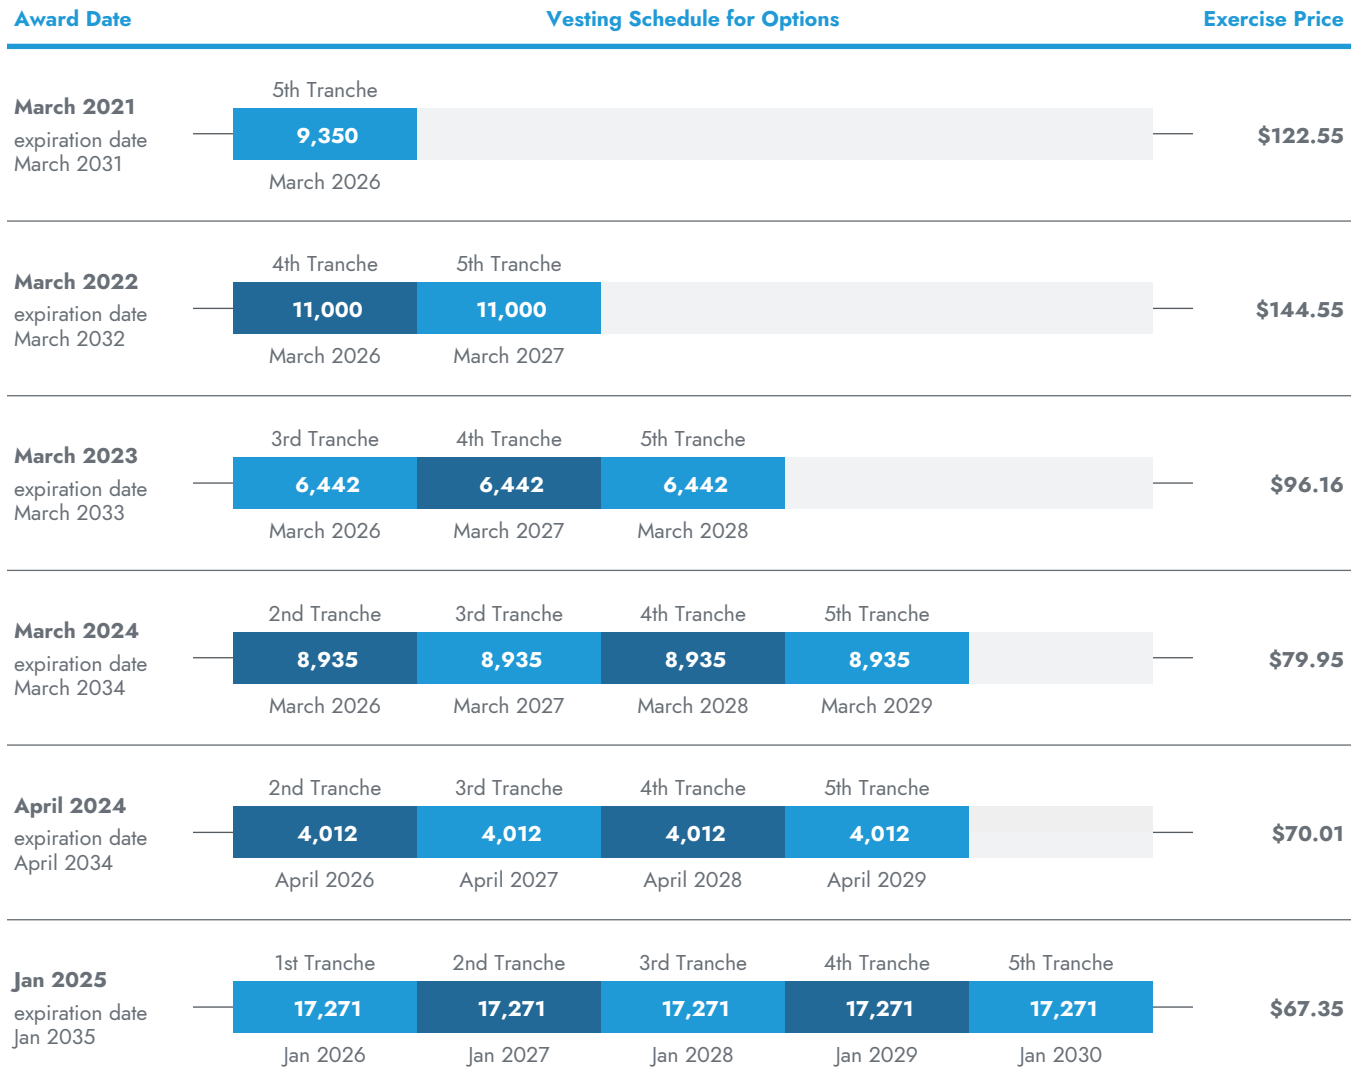 Award Date Vesting Schedule for Options Exercise Price
5th Tranche
March 2021
expiration date
March 2031
9,350
$122.55
March 2026
4th Tranche 5th Tranche
March 2022
expiration date
March 2032
11,000 11,000
$144.55
March 2026 March 2027
3rd Tranche 4th Tranche 5th Tranche
March 2023
expiration date
March 2033
6,442 6,442 6,442
$96.16
March 2026 March 2027 March 2028
2nd Tranche 3rd Tranche 4th Tranche 5th Tranche
March 2024
expiration date
March 2034
8,935 8,935 8,935 8,935
$79.95
March 2026 March 2027 March 2028 March 2029
2nd Tranche 3rd Tranche 4th Tranche 5th Tranche
April 2024
expiration date
April 2034
4,012 4,012 4,012 4,012
$70.01
April 2026 April 2027 April 2028 April 2029
1st Tranche 2nd Tranche 3rd Tranche 4th Tranche 5th Tranche
Jan 2025
expiration date
Jan 2035
17,271 17,271 17,271 17,271 17,271
$67.35
Jan 2026 Jan 2027 Jan 2028 Jan 2029 Jan 2030